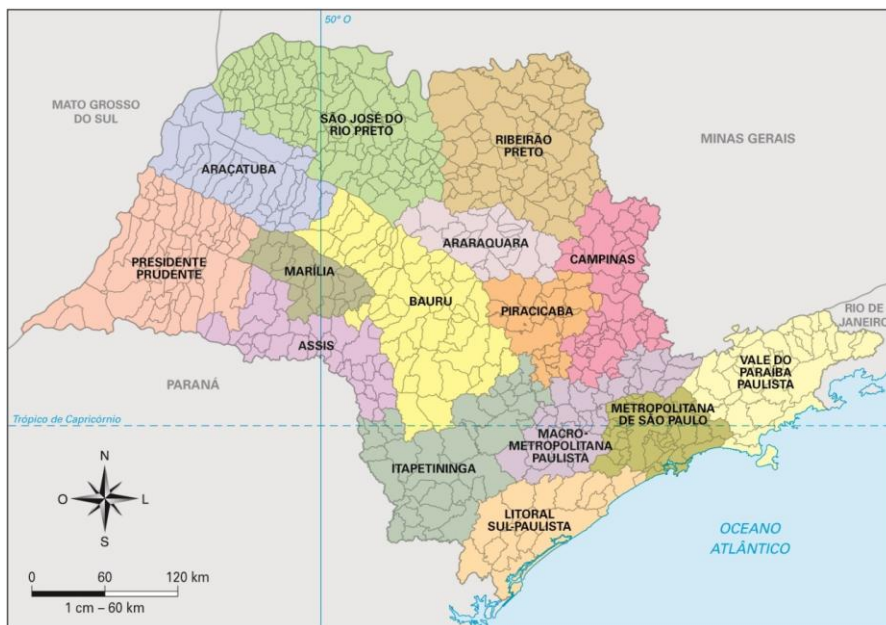 50° O
MATO GROSSO
DO SUL
SÃO JOSÉ DO
RIO PRETO
RIBEIRÃO
PRETO
MINAS GERAIS
ARAÇATUBA
ARARAQUARA
CAMPINAS
PRESIDENTE
PRUDENTE
MARÍLIA
BAURU
PIRACICABA
RIO DE
JANEIRO
ASSIS
VALE DO
PARAÍBA
PAULISTA
PARANÁ
METROPOLITANA
DE SÃO PAULO
Trópico de Capricórnio
MACRO-
METROPOLITANA
PAULISTA
ITAPETININGA
LITORAL
SUL-PAULISTA
OCEANO
ATLÂNTICO
N
O
L
S
0 60 120 km
1 cm – 60 km